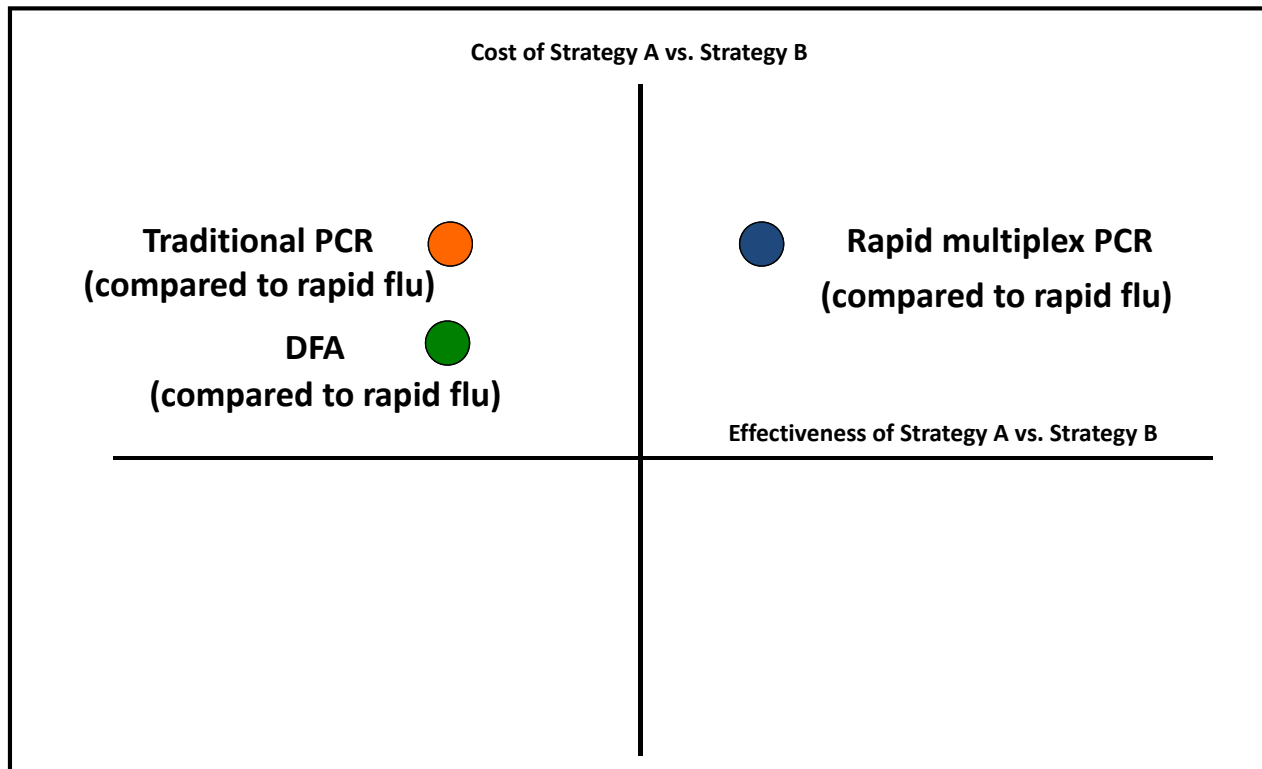 Cost of Strategy A vs. Strategy B
Traditional PCR
(compared to rapid flu)
DFA
(compared to rapid flu)
Rapid multiplex PCR
(compared to rapid flu)
Effectiveness of Strategy A vs. Strategy B